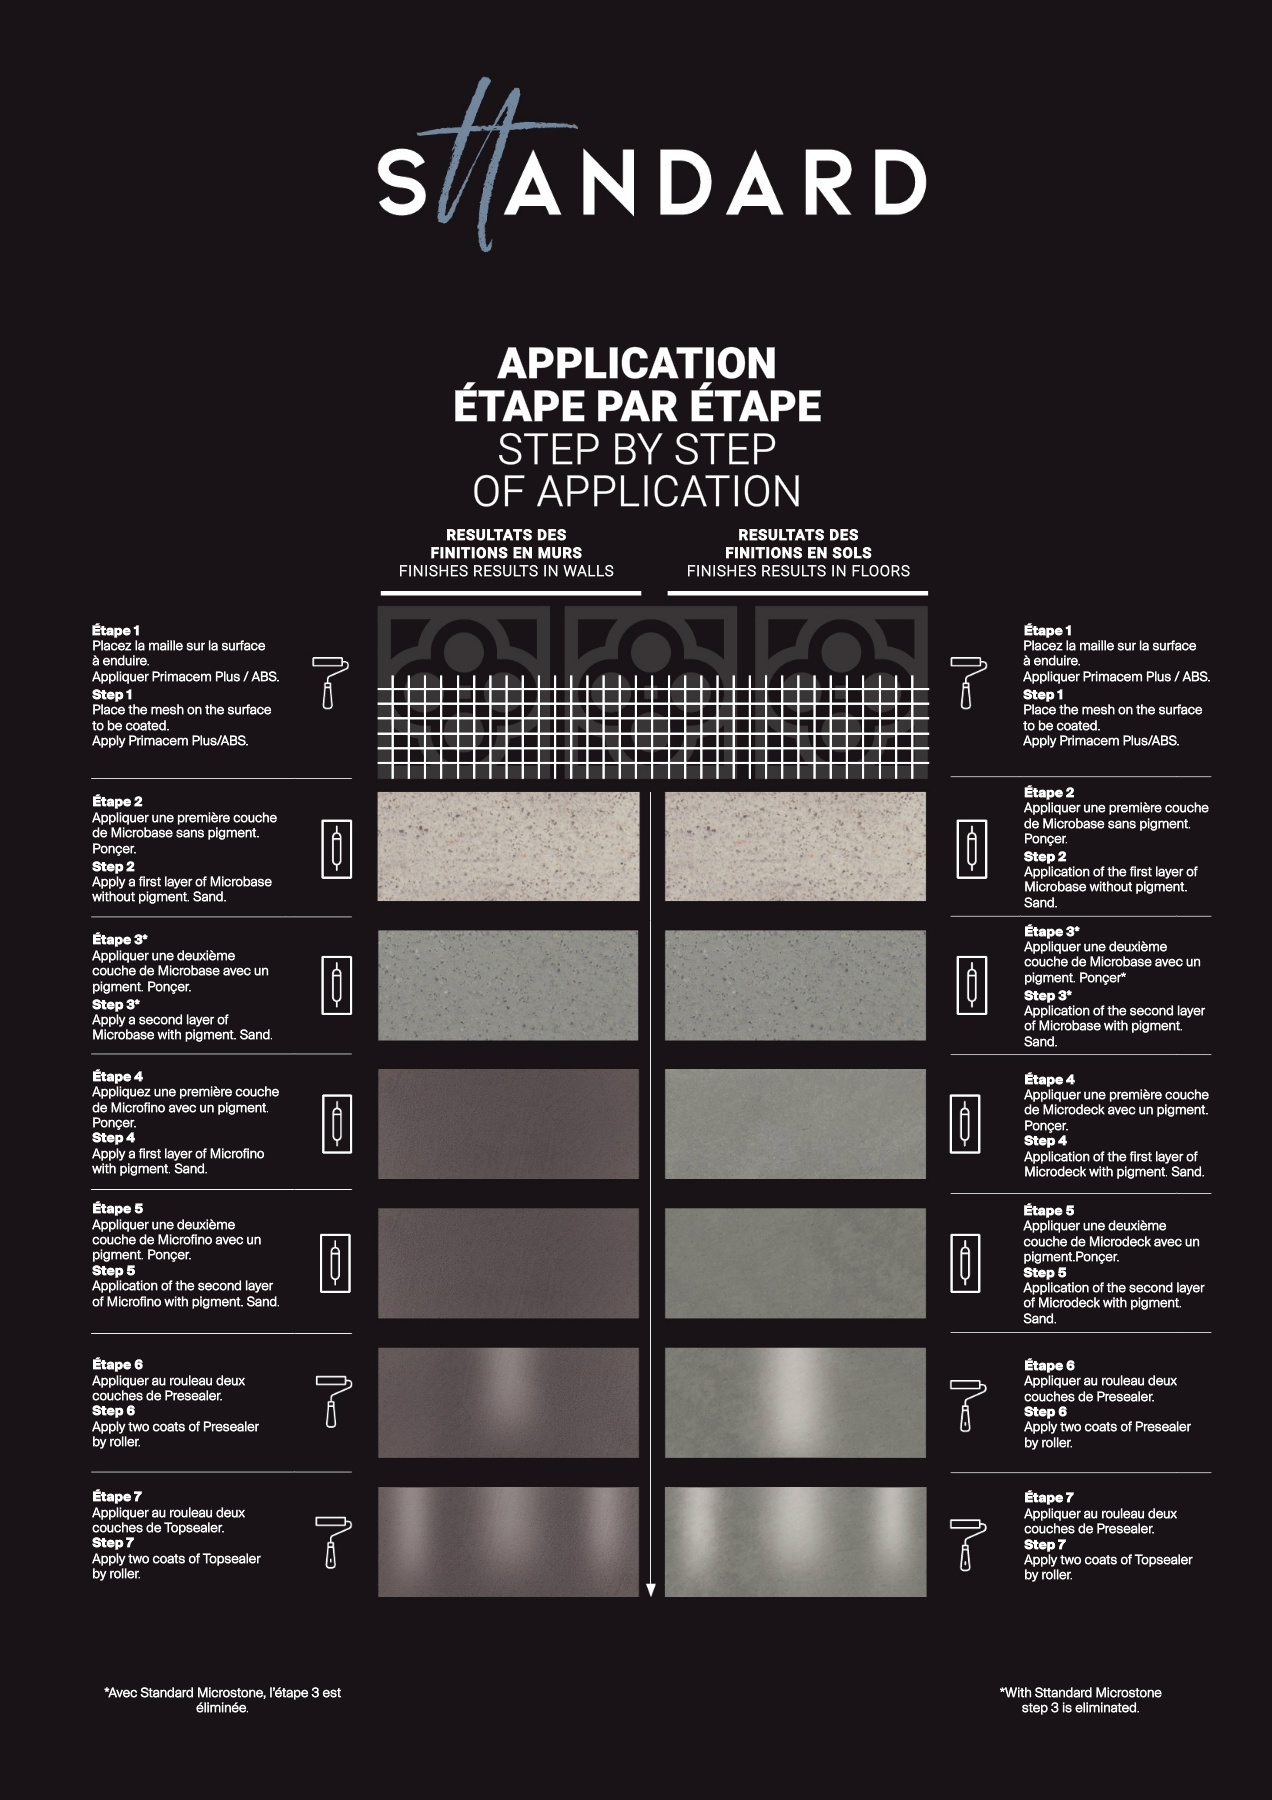 STTANDARD
APPLICATION
ÉTAPE PAR ÉTAPE
STEP BY STEP
OF APPLICATION
RESULTATS DES
FINITIONS EN MURS
FINISHES RESULTS IN WALLS
RESULTATS DES
FINITIONS EN SOLS
FINISHES RESULTS IN FLOORS
Étape 1
Placez la maille sur la surface
à enduire.
Appliquer Primacem Plus / ABS.
Step 1
Place the mesh on the surface
to be coated.
Apply Primacem Plus/ABS.
Étape 2
Appliquer une première couche
de Microbase sans pigment.
Ponçer.
Step 2
Apply a first layer of Microbase
without pigment. Sand.
Étape 3*
Appliquer une deuxième
couche de Microbase avec un
pigment. Ponçer.
Step 3*
Apply a second layer of
Microbase with pigment. Sand.
Étape 4
Appliquez une première couche
de Microfino avec un pigment.
Ponçer.
Step 4
Apply a first layer of Microfino
with pigment. Sand.
Étape 5
Appliquer une deuxième
couche de Microfino avec un
pigment. Ponçer.
Step 5
Application of the second layer
of Microfino with pigment. Sand.
Étape 6
Appliquer au rouleau deux
couches de Presealer.
Step 6
Apply two coats of Presealer
by roller.
Étape 7
Appliquer au rouleau deux
couches de Topsealer.
Step 7
Apply two coats of Topsealer
by roller.
Étape 1
Placez la maille sur la surface
à enduire.
Appliquer Primacem Plus / ABS.
Step 1
Place the mesh on the surface
to be coated.
Apply Primacem Plus/ABS.
Étape 2
Appliquer une première couche
de Microbase sans pigment.
Ponçer.
Step 2
Application of the first layer of
Microbase without pigment.
Sand.
Étape 3*
Appliquer une deuxième
couche de Microbase avec un
pigment. Ponçer*
Step 3*
Application of the second layer
of Microbase with pigment.
Sand.
Étape 4
Appliquer une première couche
de Microdeck avec un pigment.
Ponçer.
Step 4
Application of the first layer of
Microdeck with pigment. Sand.
Étape 5
Appliquer une deuxième
couche de Microdeck avec un
pigment.Ponçer.
Step 5
Application of the second layer
of Microdeck with pigment.
Sand.
Étape 6
Appliquer au rouleau deux
couches de Presealer.
Step 6
Apply two coats of Presealer
by roller.
Étape 7
Appliquer au rouleau deux
couches de Presealer.
Step 7
Apply two coats of Topsealer
by roller.
*Avec Standard Microstone, l'étape 3 est
éliminée.
*With Sttandard Microstone
step 3 is eliminated.